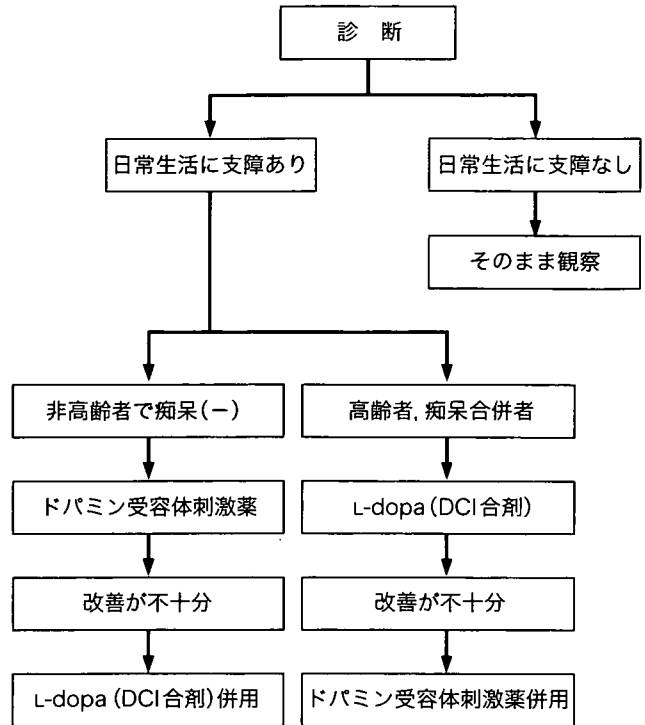 診 断
日常生活に支障あり
日常生活に支障なし
そのまま観察
非高齢者で痴呆(－)
高齢者，痴呆合併者
ドパミン受容体刺激薬
L-dopa(DCI合剤)
改善が不十分
改善が不十分
L-dopa(DCI合剤)併用
ドパミン受容体刺激薬併用